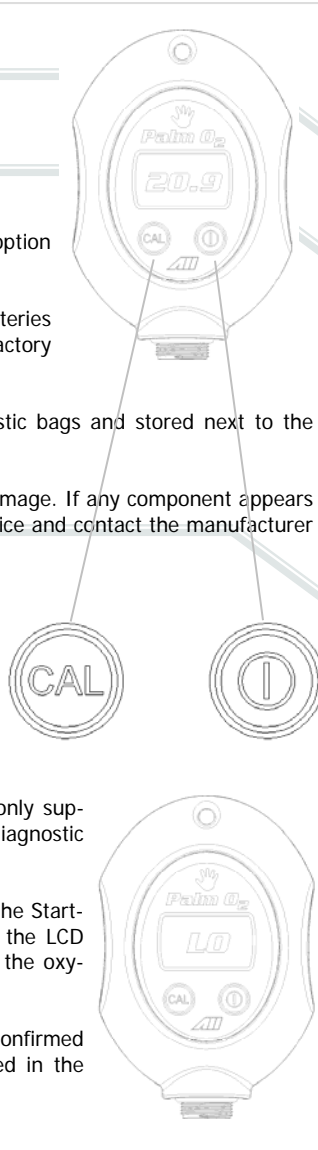 Palm O2
20.9
CAL
AII
option
teries
actory
stic bags and stored next to the
mage. If any component appears
ice and contact the manufacturer
CAL
only sup-
iagnostic
he Start-
the LCD
the oxy-
Palm O2
LO
CAL
AII
onfirmed
ed in the